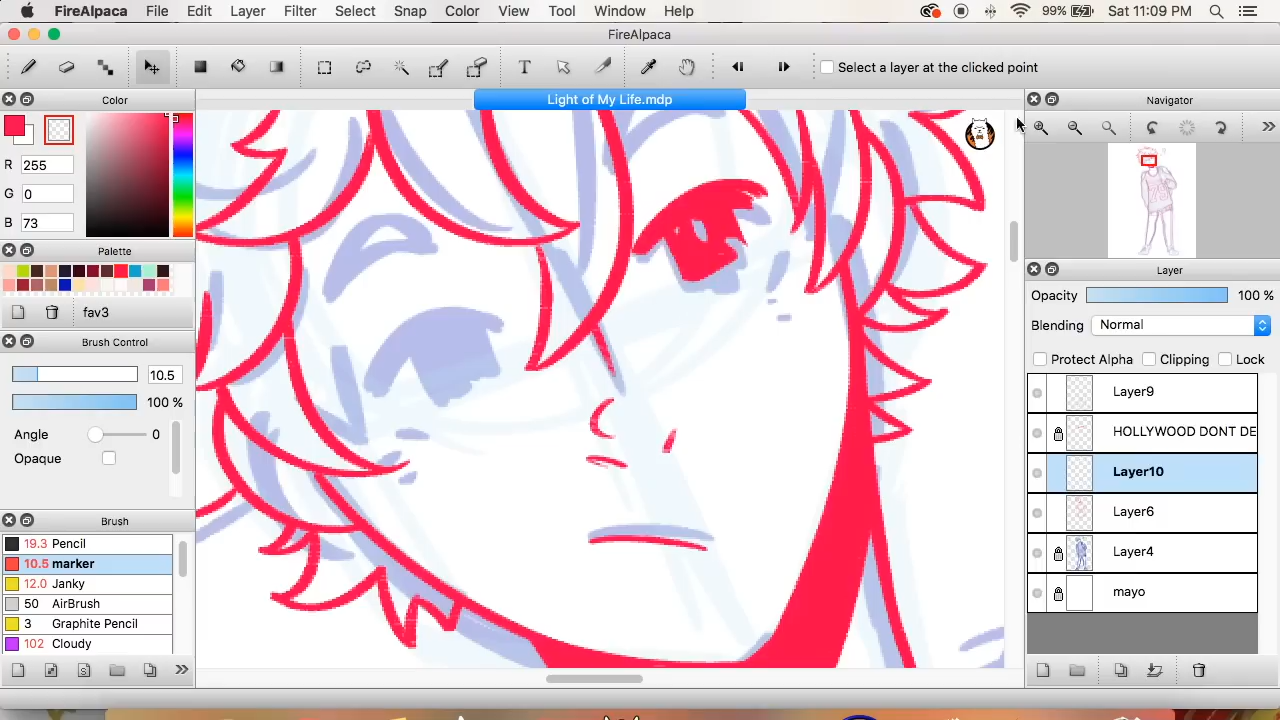 FireAlpaca File Edit Layer Filter Select Snap Color View Tool Window Help 99% Sat 11:09 PM
FireAlpaca
T Select a layer at the clicked point
Color
Light of My Life.mdp
Navigator
R 255
G 0
B 73
Palette
fav3
Brush Control
10.5
100 %
Angle 0
Opaque
Brush
19.3 Pencil
10.5 marker
12.0 Janky
50 AirBrush
3 Graphite Pencil
102 Cloudy
Layer
Opacity 100 %
Blending Normal
Protect Alpha Clipping Lock
Layer9
HOLLYWOOD DONT DE
Layer10
Layer6
Layer4
mayo